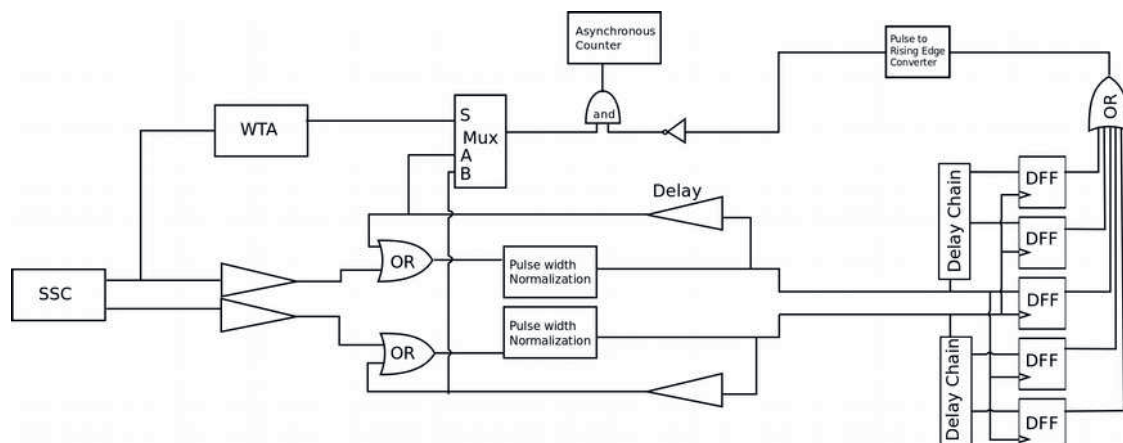 Asynchronous
Counter
Pulse to
Rising Edge
Converter
OR
and
S
Mux
A
B
WTA
Delay
DFF
Delay Chain
DFF
OR
Pulse width
Normalization
SSC
DFF
Pulse width
Normalization
OR
DFF
Delay Chain
DFF